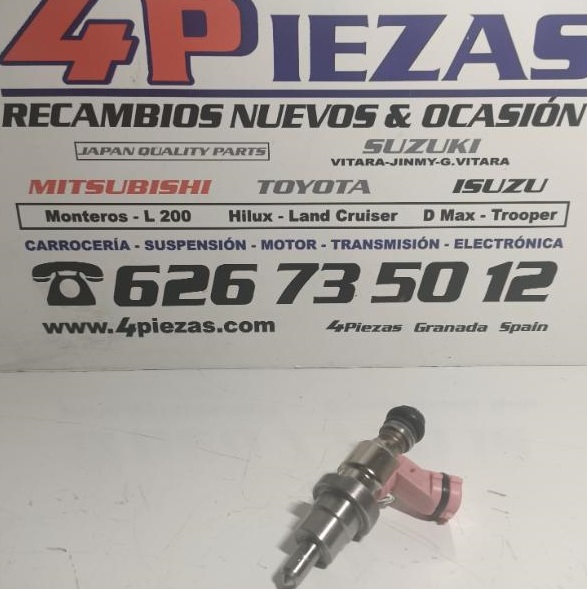 4PIEZAS
RECAMBIOS NUEVOS & OCASIÓN
JAPAN QUALITY PARTS
SUZUKI
VITARA-JINMY-G.VITARA
MITSUBISHI TOYOTA ISUZU
Monteros - L 200 Hilux - Land Cruiser D Max - Trooper
CARROCERÍA - SUSPENSIÓN - MOTOR - TRANSMISIÓN - ELECTRÓNICA
626 73 50 12
www.4piezas.com 4Piezas Granada Spain